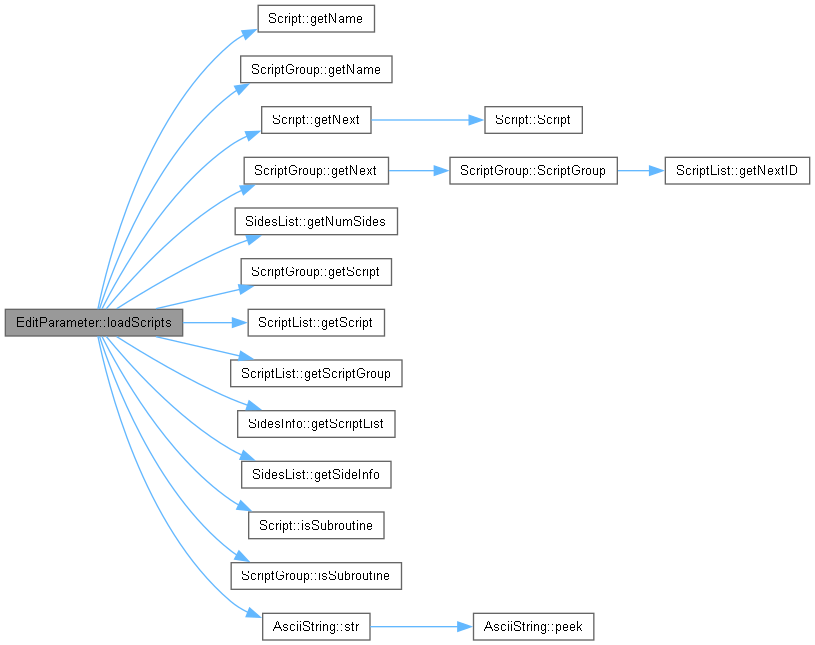 Script::getName
ScriptGroup::getName
Script::getNext
Script::Script
ScriptGroup::getNext
ScriptGroup::ScriptGroup
ScriptList::getNextID
SidesList::getNumSides
ScriptGroup::getScript
EditParameter::loadScripts
ScriptList::getScript
ScriptList::getScriptGroup
SidesInfo::getScriptList
SidesList::getSideInfo
Script::isSubroutine
ScriptGroup::isSubroutine
AsciiString::str
AsciiString::peek